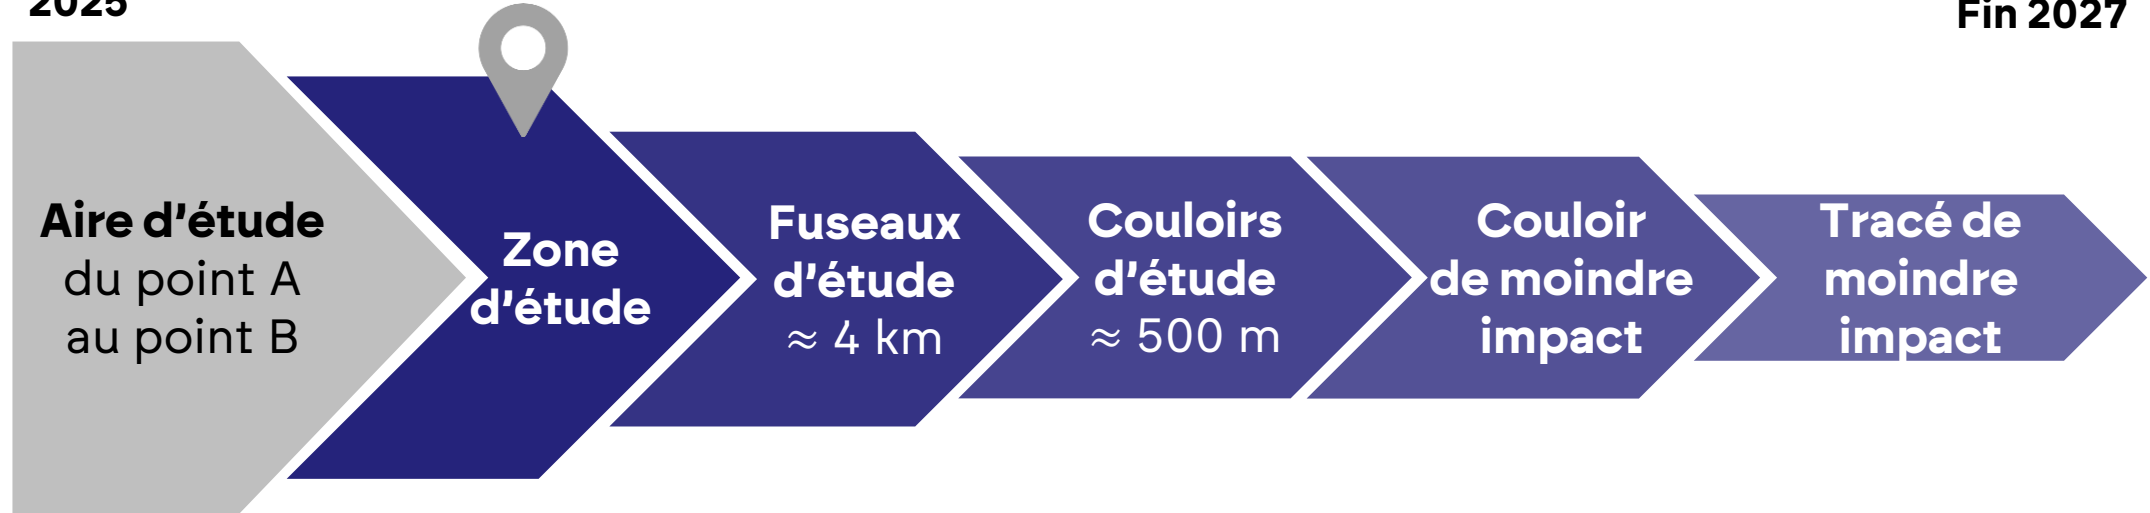 2025
Fin 2027
Aire d'étude
du point A
au point B
Zone
d'étude
Fuseaux
d'étude
≈ 4 km
Couloirs
d'étude
≈ 500 m
Couloir
de moindre
impact
Tracé de
moindre
impact